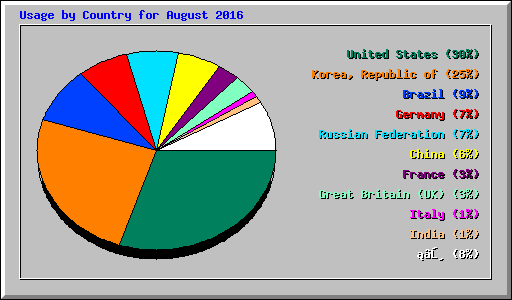 Usage by Country for August 2016
United States (30%)
Korea, Republic of (25%)
Brazil (9%)
Germany (7%)
Russian Federation (7%)
China (6%)
France (3%)
Great Britain (UK) (3%)
Italy (1%)
India (1%)
(8%)